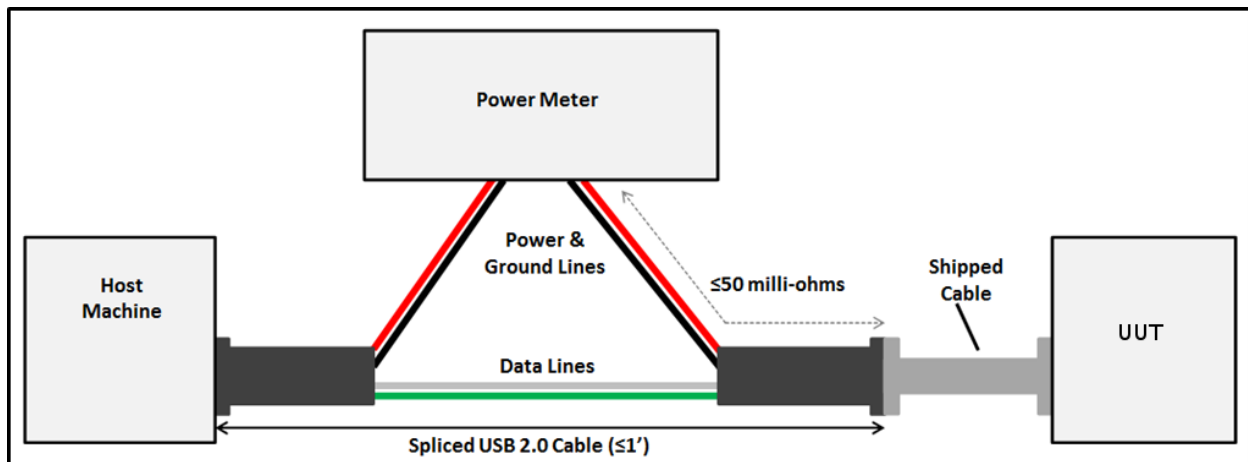 Power Meter
Host
Machine
Power &
Ground Lines
≤50 milli-ohms
Shipped
Cable
UUT
Data Lines
Spliced USB 2.0 Cable (≤1’)